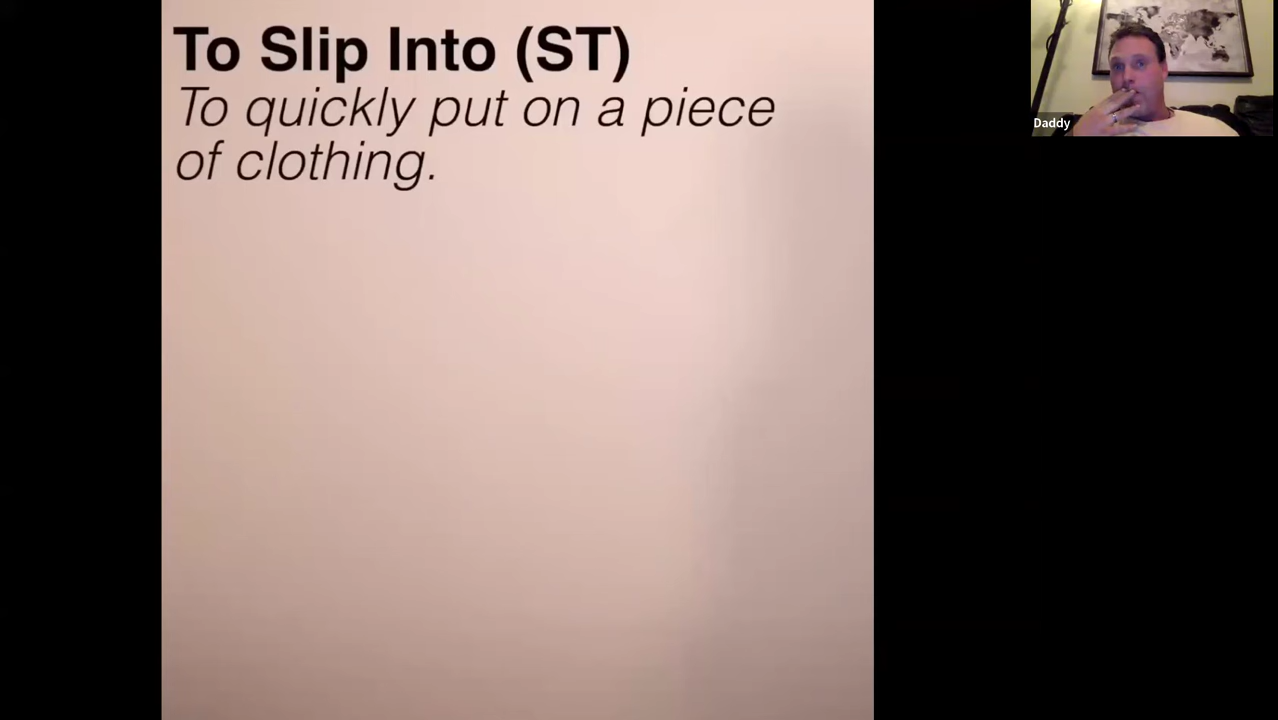 To Slip Into (ST)
To quickly put on a piece
of clothing.
Daddy